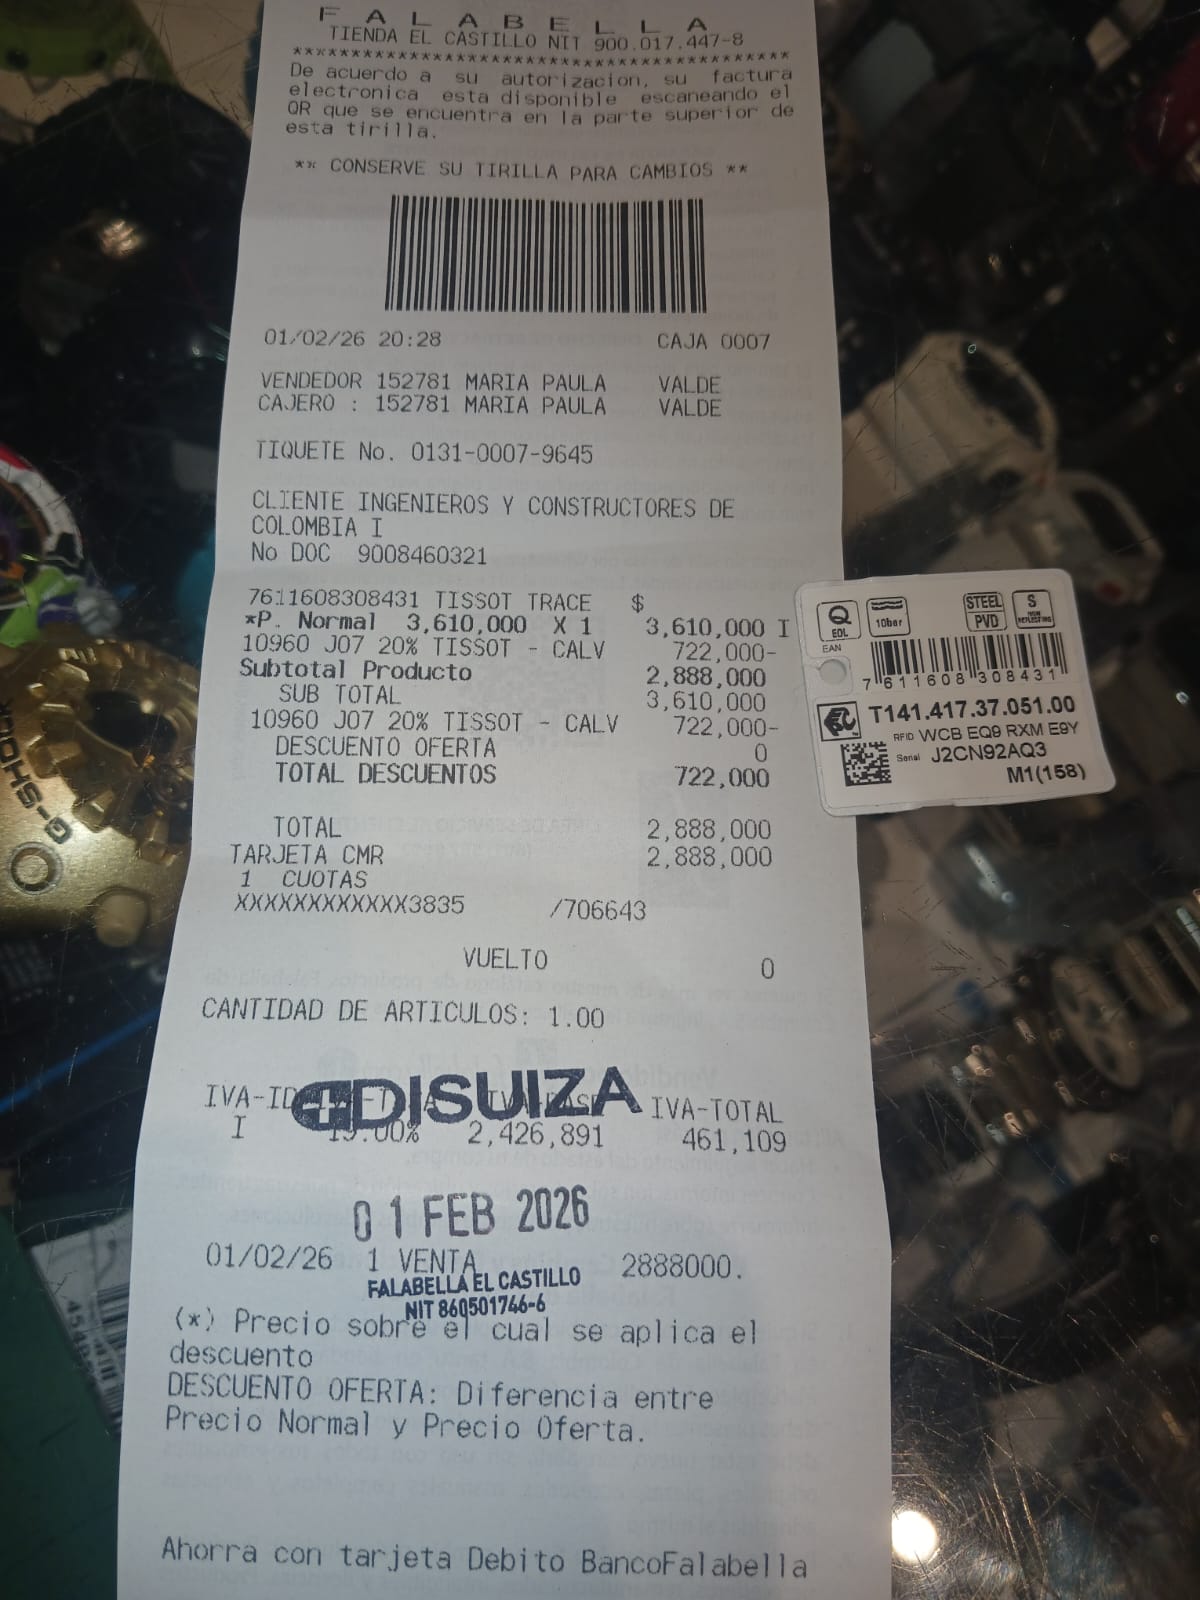 F A L A B E L L A
TIENDA EL CASTILLO NIT 900.017.447-8
**************************************************
De acuerdo a su autorizacion, su factura
electronica esta disponible escaneando el
QR que se encuentra en la parte superior de
esta tirilla.
** CONSERVE SU TIRILLA PARA CAMBIOS **
01/02/26 20:28 CAJA 0007
VENDEDOR 152781 MARIA PAULA VALDE
CAJERO : 152781 MARIA PAULA VALDE
TIQUETE No. 0131-0007-9645
CLIENTE INGENIEROS Y CONSTRUCTORES DE
COLOMBIA I
No DOC 9008460321
7611608308431 TISSOT TRACE $
*P. Normal 3,610,000 X 1 3,610,000 I
10960 J07 20% TISSOT - CALV 722,000-
Subtotal Producto 2,888,000
SUB TOTAL 3,610,000
10960 J07 20% TISSOT - CALV 722,000-
DESCUENTO OFERTA 0
TOTAL DESCUENTOS 722,000
TOTAL 2,888,000
TARJETA CMR 2,888,000
1 CUOTAS
XXXXXXXXXXXX3835 /706643
VUELTO 0
CANTIDAD DE ARTICULOS: 1.00
DISUIZA
IVA-TOTAL
I 19.00% 2,426,891 461,109
01 FEB 2026
01/02/26 1 VENTA 2888000.
FALABELLA EL CASTILLO
NIT 860501746-6
(*) Precio sobre el cual se aplica el
descuento
DESCUENTO OFERTA: Diferencia entre
Precio Normal y Precio Oferta.
Ahorra con tarjeta Debito BancoFalabella
Q
EOL
10bar
STEEL
PVD
S
NON
REFLECTING
EAN
7 611608 308431
T141.417.37.051.00
RFID WCB EQ9 RXM E9Y
Serial J2CN92AQ3
M1(158)
G-SHOCK